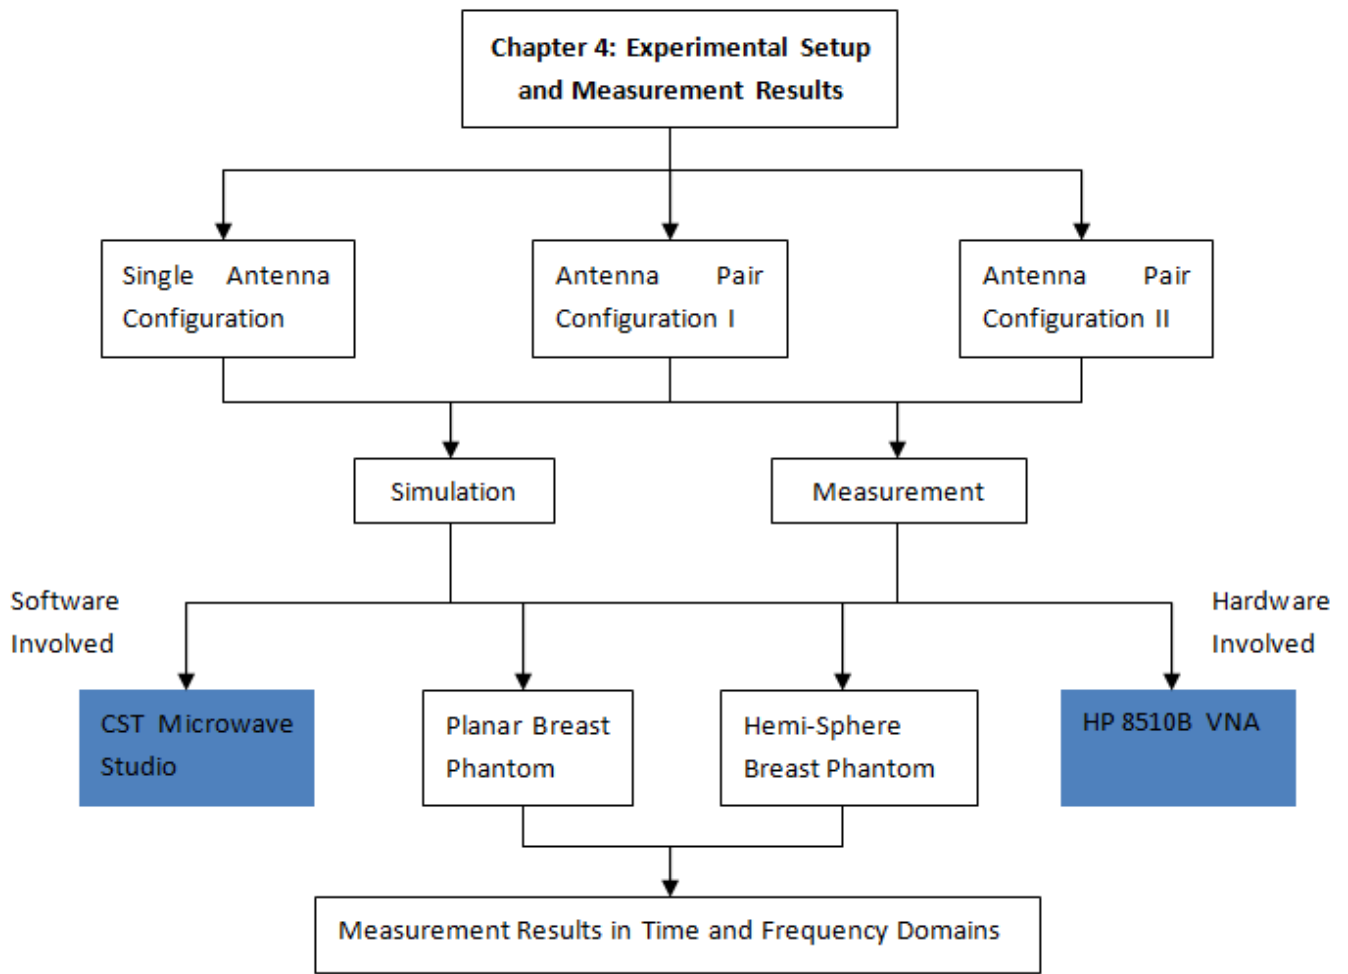 Chapter 4: Experimental Setup
and Measurement Results
Single Antenna
Configuration
Antenna Pair
Configuration I
Antenna Pair
Configuration II
Simulation
Measurement
Software
Involved
Hardware
Involved
CST Microwave
Studio
Planar Breast
Phantom
Hemi-Sphere
Breast Phantom
HP 8510B VNA
Measurement Results in Time and Frequency Domains